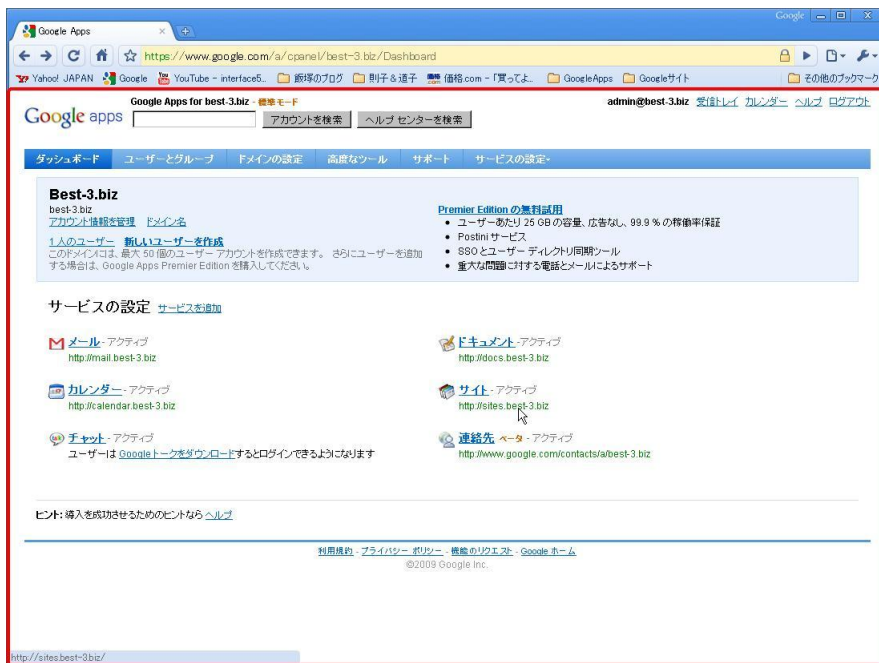 Google
Google Apps
https://www.google.com/a/cpanel/best-3.biz/Dashboard
Yahoo! JAPAN Google YouTube - interface5... 飯塚のブログ 則子&道子 価格.com - 「買ってよ... GoogleApps Googleサイト その他のブックマーク
Google apps
Google Apps for best-3.biz - 標準モード
admin@best-3.biz 受信トレイ カレンダー ヘルプ ログアウト
アカウントを検索 ヘルプ センターを検索
ダッシュボード ユーザーとグループ ドメインの設定 高度なツール サポート サービスの設定
Best-3.biz
best-3.biz
アカウント情報を管理 ドメイン名
1 人のユーザー 新しいユーザーを作成
このドメインには、最大 50 個のユーザー アカウントを作成できます。 さらにユーザーを追加
する場合は、Google Apps Premier Edition を購入してください。
Premier Edition の無料試用
• ユーザーあたり 25 GB の容量、広告なし、99.9 % の稼働率保証
• Postini サービス
• SSO とユーザー ディレクトリ同期ツール
• 重大な問題に対する電話とメールによるサポート
サービスの設定 サービスを追加
メール - アクティブ
http://mail.best-3.biz
ドキュメント - アクティブ
http://docs.best-3.biz
カレンダー - アクティブ
http://calendar.best-3.biz
サイト - アクティブ
http://sites.best-3.biz
チャット - アクティブ
ユーザーは Google トークをダウンロードするとログインできるようになります
連絡先 ベータ - アクティブ
http://www.google.com/contacts/a/best-3.biz
ヒント: 導入を成功させるためのヒントなら ヘルプ
利用規約 - プライバシー ポリシー - 機能のリクエスト - Google ホーム
©2009 Google Inc.
http://sites.best-3.biz/